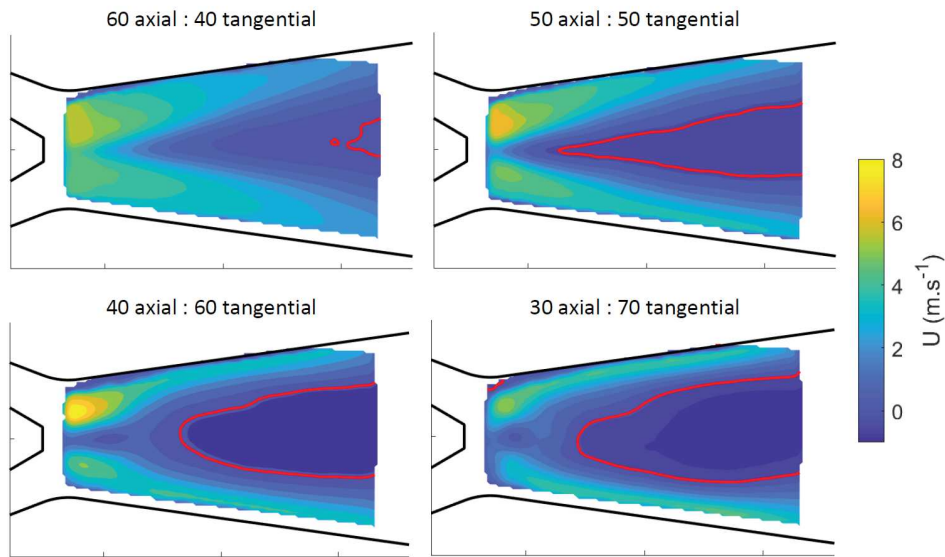 60 axial : 40 tangential
50 axial : 50 tangential
40 axial : 60 tangential
30 axial : 70 tangential
8
6
4
2
0
U (m.s⁻¹)